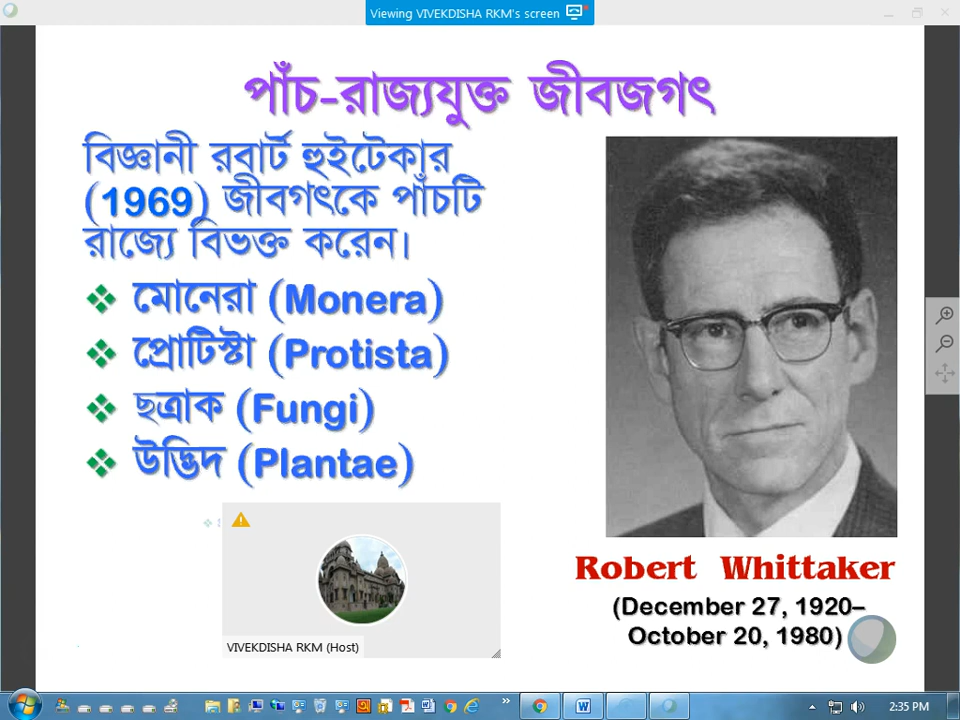 Viewing VIVEKDISHA RKM's screen
পাঁচ-রাজ্যযুক্ত জীবজগৎ
বিজ্ঞানী রবার্ট হুইটেকার
(1969) জীবগৎকে পাঁচটি
রাজ্যে বিভক্ত করেন।
❖ মোনেরা (Monera)
❖ প্রোটিস্টা (Protista)
❖ ছত্রাক (Fungi)
❖ উদ্ভিদ (Plantae)
Robert Whittaker
(December 27, 1920–
October 20, 1980)
VIVEKDISHA RKM (Host)
2:35 PM